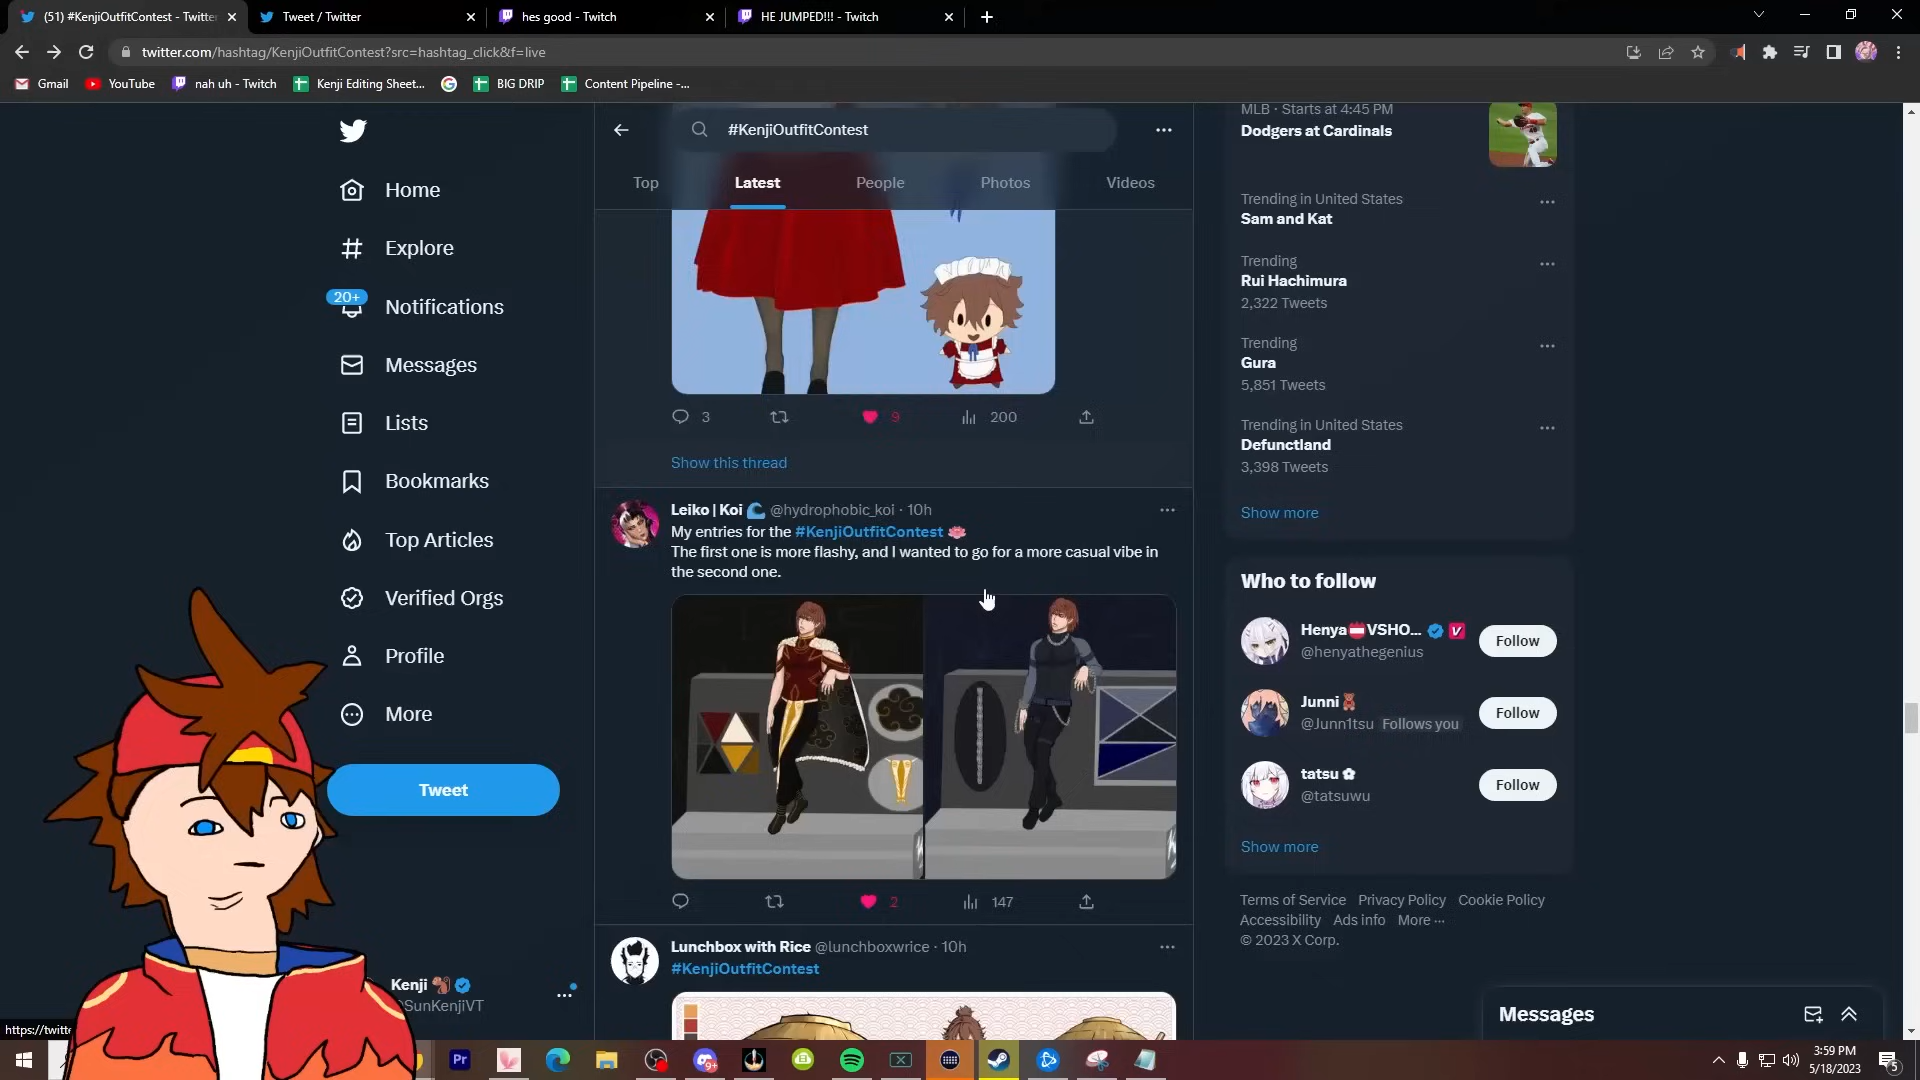 (51) #KenjiOutfitContest - Twitter
Tweet / Twitter
hes good - Twitch
HE JUMPED!!! - Twitch
twitter.com/hashtag/KenjiOutfitContest?src=hashtag_click&f=live
Gmail
YouTube
nah uh - Twitch
Kenji Editing Sheet...
BIG DRIP
Content Pipeline -...
Home
Explore
20+
Notifications
Messages
Lists
Bookmarks
Top Articles
Verified Orgs
Profile
More
Tweet
Kenji
SunKenjiVT
https://twitte
#KenjiOutfitContest
Top
Latest
People
Photos
Videos
3
9
200
Show this thread
Leiko | Koi 🌊 @hydrophobic_koi · 10h
My entries for the #KenjiOutfitContest 🪷
The first one is more flashy, and I wanted to go for a more casual vibe in
the second one.
2
147
Lunchbox with Rice @lunchboxwrice · 10h
#KenjiOutfitContest
MLB · Starts at 4:45 PM
Dodgers at Cardinals
Trending in United States
Sam and Kat
Trending
Rui Hachimura
2,322 Tweets
Trending
Gura
5,851 Tweets
Trending in United States
Defunctland
3,398 Tweets
Show more
Who to follow
Henya VSHO...
@henyathegenius
Follow
Junni
@Junn1tsu Follows you
Follow
tatsu ✿
@tatsuwu
Follow
Show more
Terms of Service Privacy Policy Cookie Policy
Accessibility Ads info More ...
© 2023 X Corp.
Messages
Pr
9+
3:59 PM
5/18/2023
5